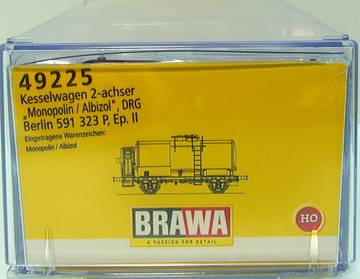 49225
Kesselwagen 2-achser
„Monopolin / Albizol", DRG
Berlin 591 323 P, Ep. II
Eingetragene Warenzeichen:
Monopolin / Albizol
BRAWA
A PASSION FOR DETAIL
HO